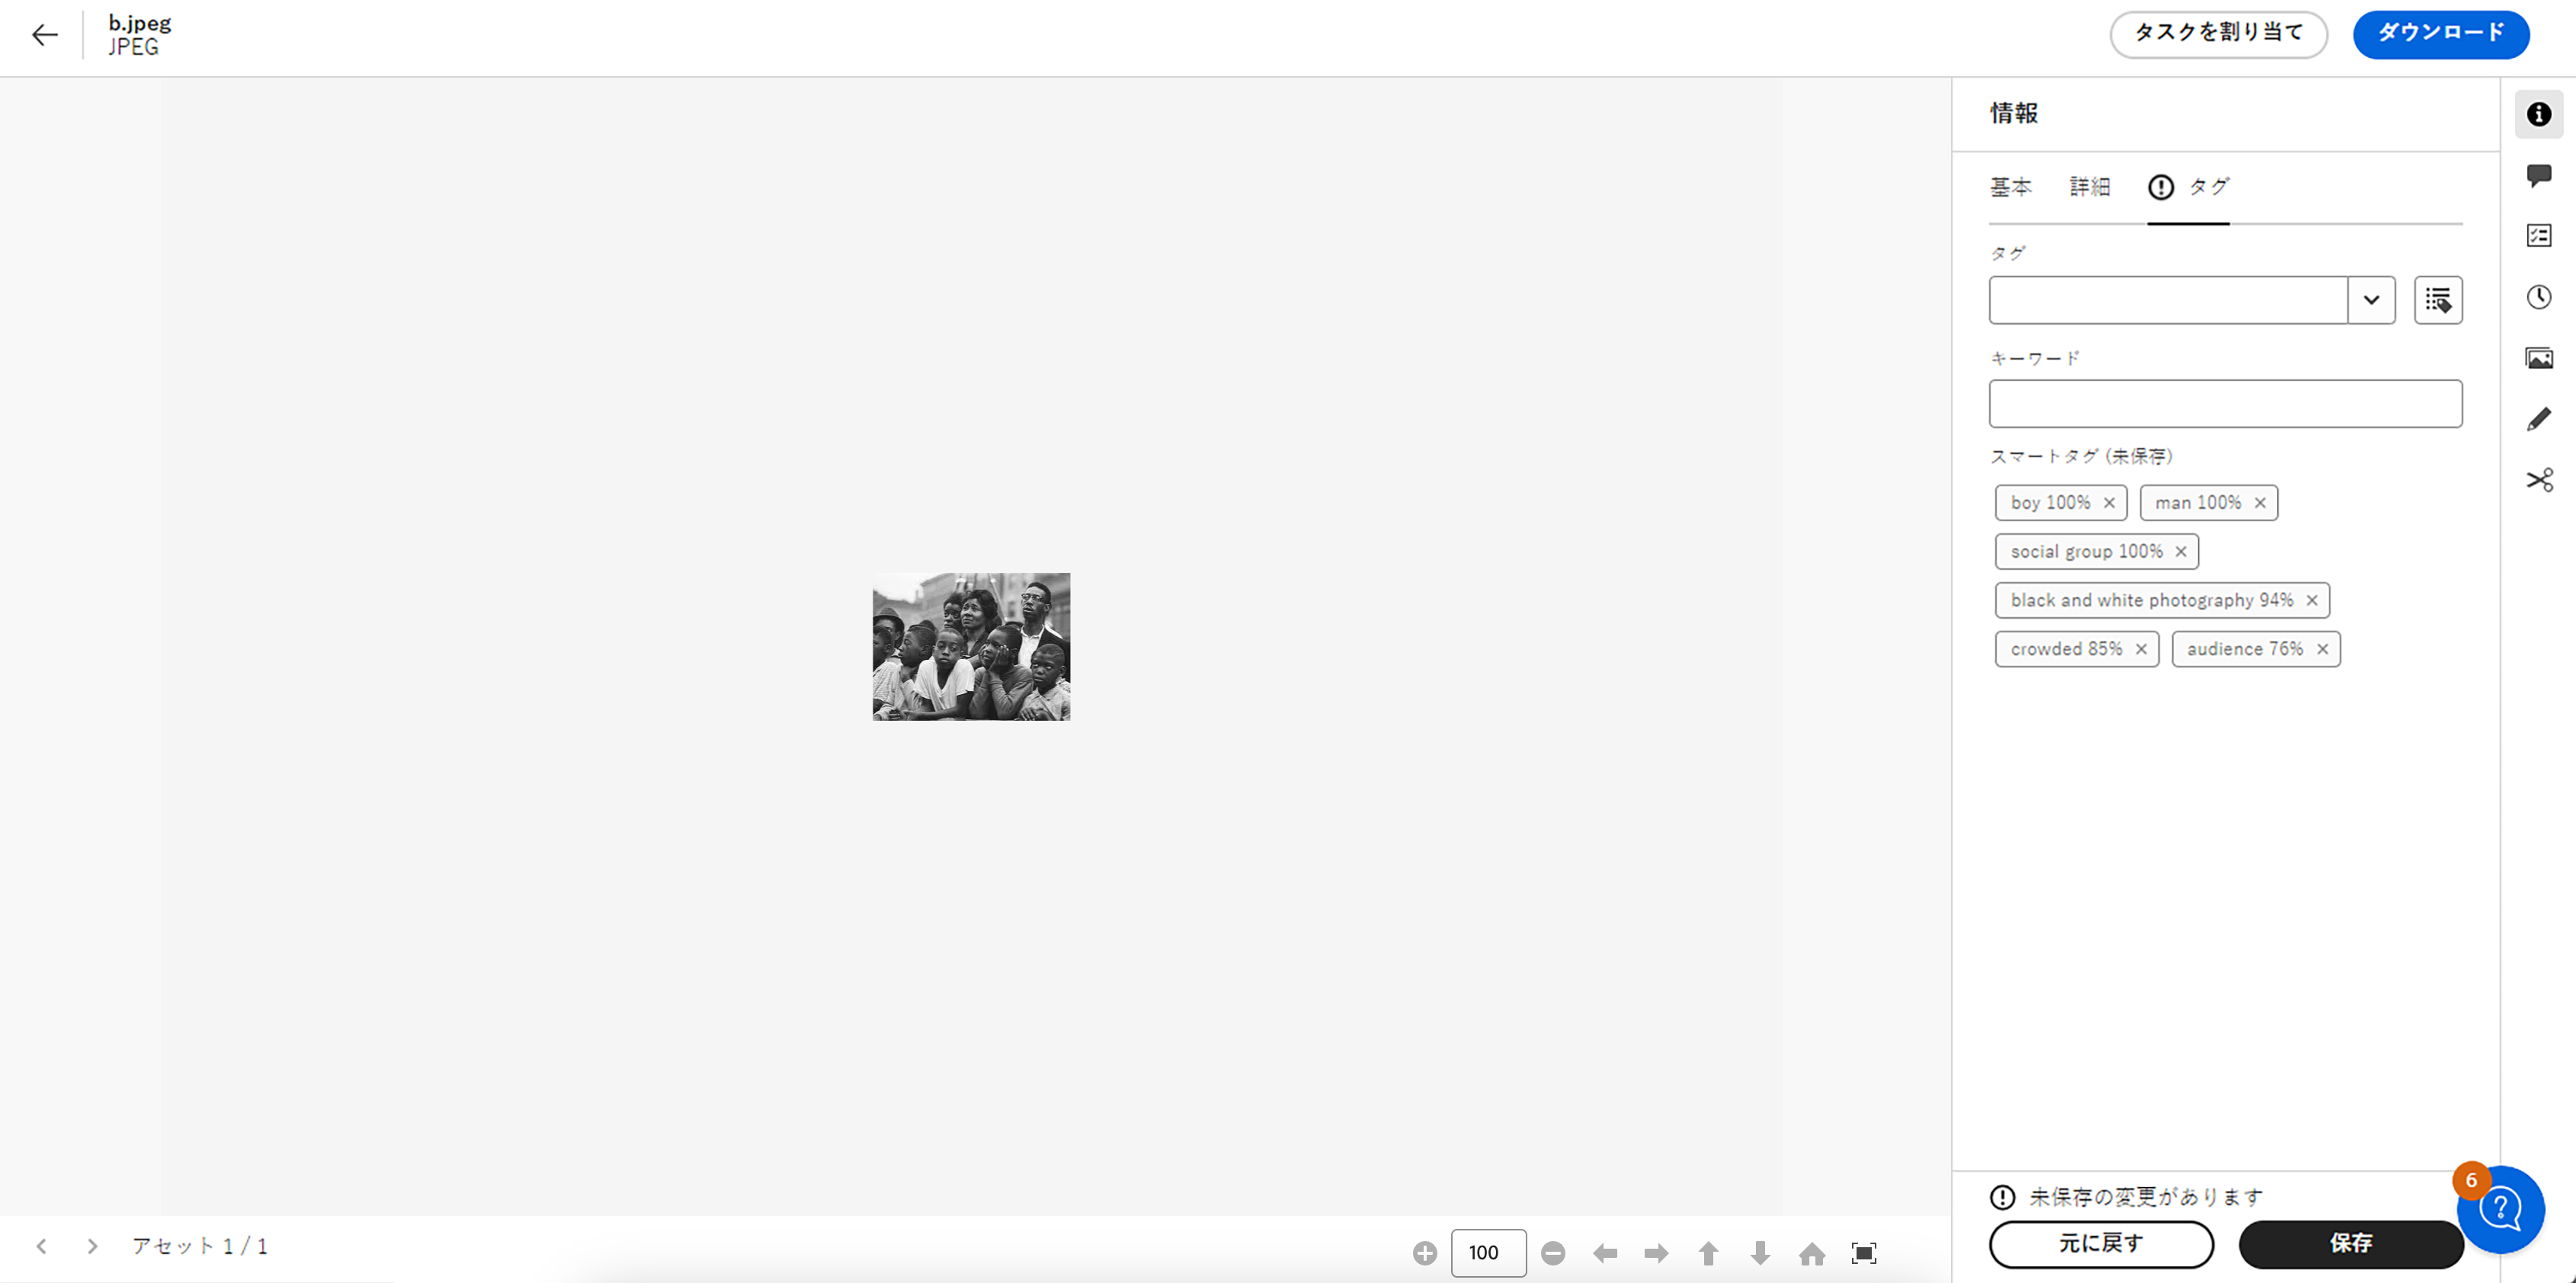 b.jpeg
JPEG
タスクを割り当て
ダウンロード
情報
基本
詳細
タグ
タグ
キーワード
スマートタグ (未保存)
boy 100%
man 100%
social group 100%
black and white photography 94%
crowded 85%
audience 76%
未保存の変更があります
6
元に戻す
保存
アセット 1 / 1
100